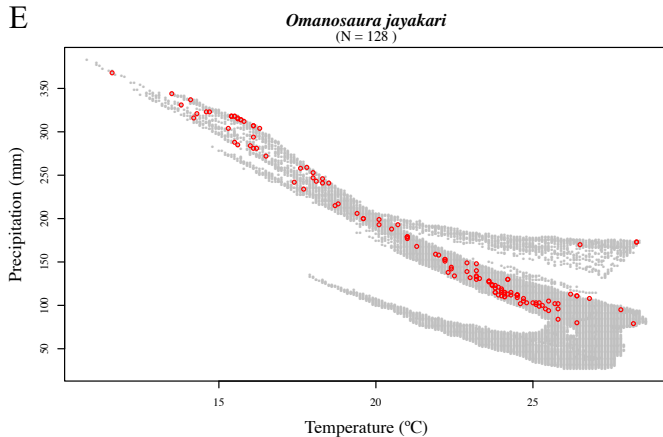 E
Omanosaura jayakari
(N = 128 )
Precipitation (mm)
350
300
250
200
150
100
50
15
20
25
Temperature (ºC)